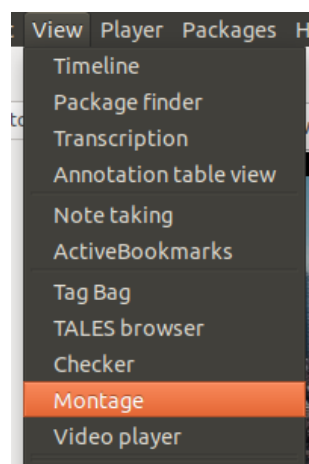 View Player Packages
Timeline
Package finder
Transcription
Annotation table view
Note taking
ActiveBookmarks
Tag Bag
TALES browser
Checker
Montage
Video player